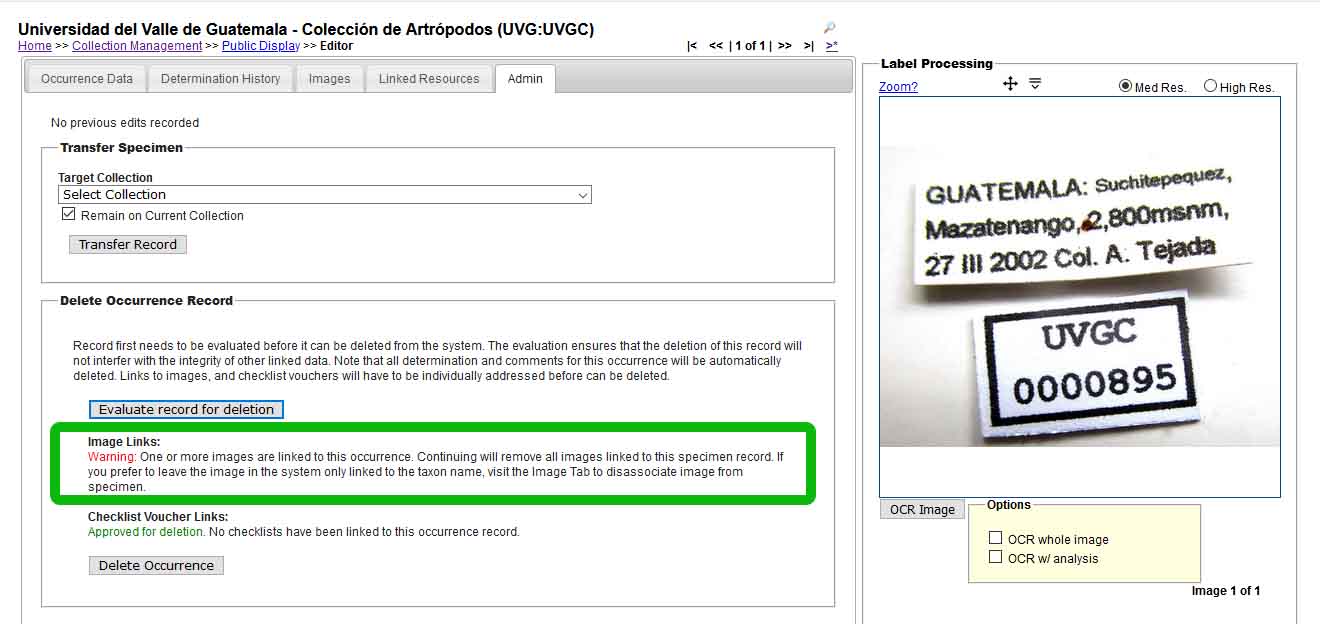 Universidad del Valle de Guatemala - Colección de Artrópodos (UVG:UVGC)
Home >> Collection Management >> Public Display >> Editor
|< << | 1 of 1 | >> >| >*
Occurrence Data
Determination History
Images
Linked Resources
Admin
No previous edits recorded
Transfer Specimen
Target Collection
Select Collection
Remain on Current Collection
Transfer Record
Delete Occurrence Record
Record first needs to be evaluated before it can be deleted from the system. The evaluation ensures that the deletion of this record will
not interfer with the integrity of other linked data. Note that all determination and comments for this occurrence will be automatically
deleted. Links to images, and checklist vouchers will have to be individually addressed before can be deleted.
Evaluate record for deletion
Image Links:
Warning: One or more images are linked to this occurrence. Continuing will remove all images linked to this specimen record. If
you prefer to leave the image in the system only linked to the taxon name, visit the Image Tab to disassociate image from
specimen.
Checklist Voucher Links:
Approved for deletion. No checklists have been linked to this occurrence record.
Delete Occurrence
Label Processing
Zoom?
Med Res.
High Res.
GUATEMALA: Suchitepequez,
Mazatenango, 2,800msnm,
27 III 2002 Col. A. Tejada
UVGC
0000895
OCR Image
Options
OCR whole image
OCR w/ analysis
Image 1 of 1